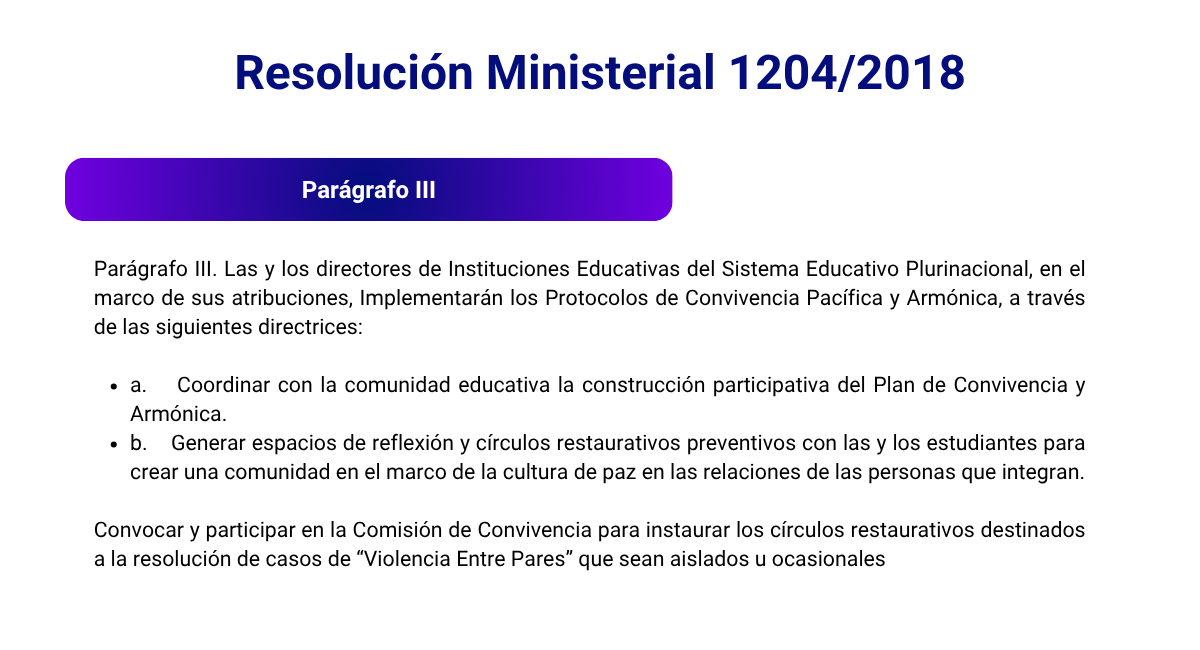 Resolución Ministerial 1204/2018
Parágrafo III
Parágrafo III. Las y los directores de Instituciones Educativas del Sistema Educativo Plurinacional, en el
marco de sus atribuciones, Implementarán los Protocolos de Convivencia Pacífica y Armónica, a través
de las siguientes directrices:
• a. Coordinar con la comunidad educativa la construcción participativa del Plan de Convivencia y
Armónica.
• b. Generar espacios de reflexión y círculos restaurativos preventivos con las y los estudiantes para
crear una comunidad en el marco de la cultura de paz en las relaciones de las personas que integran.
Convocar y participar en la Comisión de Convivencia para instaurar los círculos restaurativos destinados
a la resolución de casos de “Violencia Entre Pares” que sean aislados u ocasionales